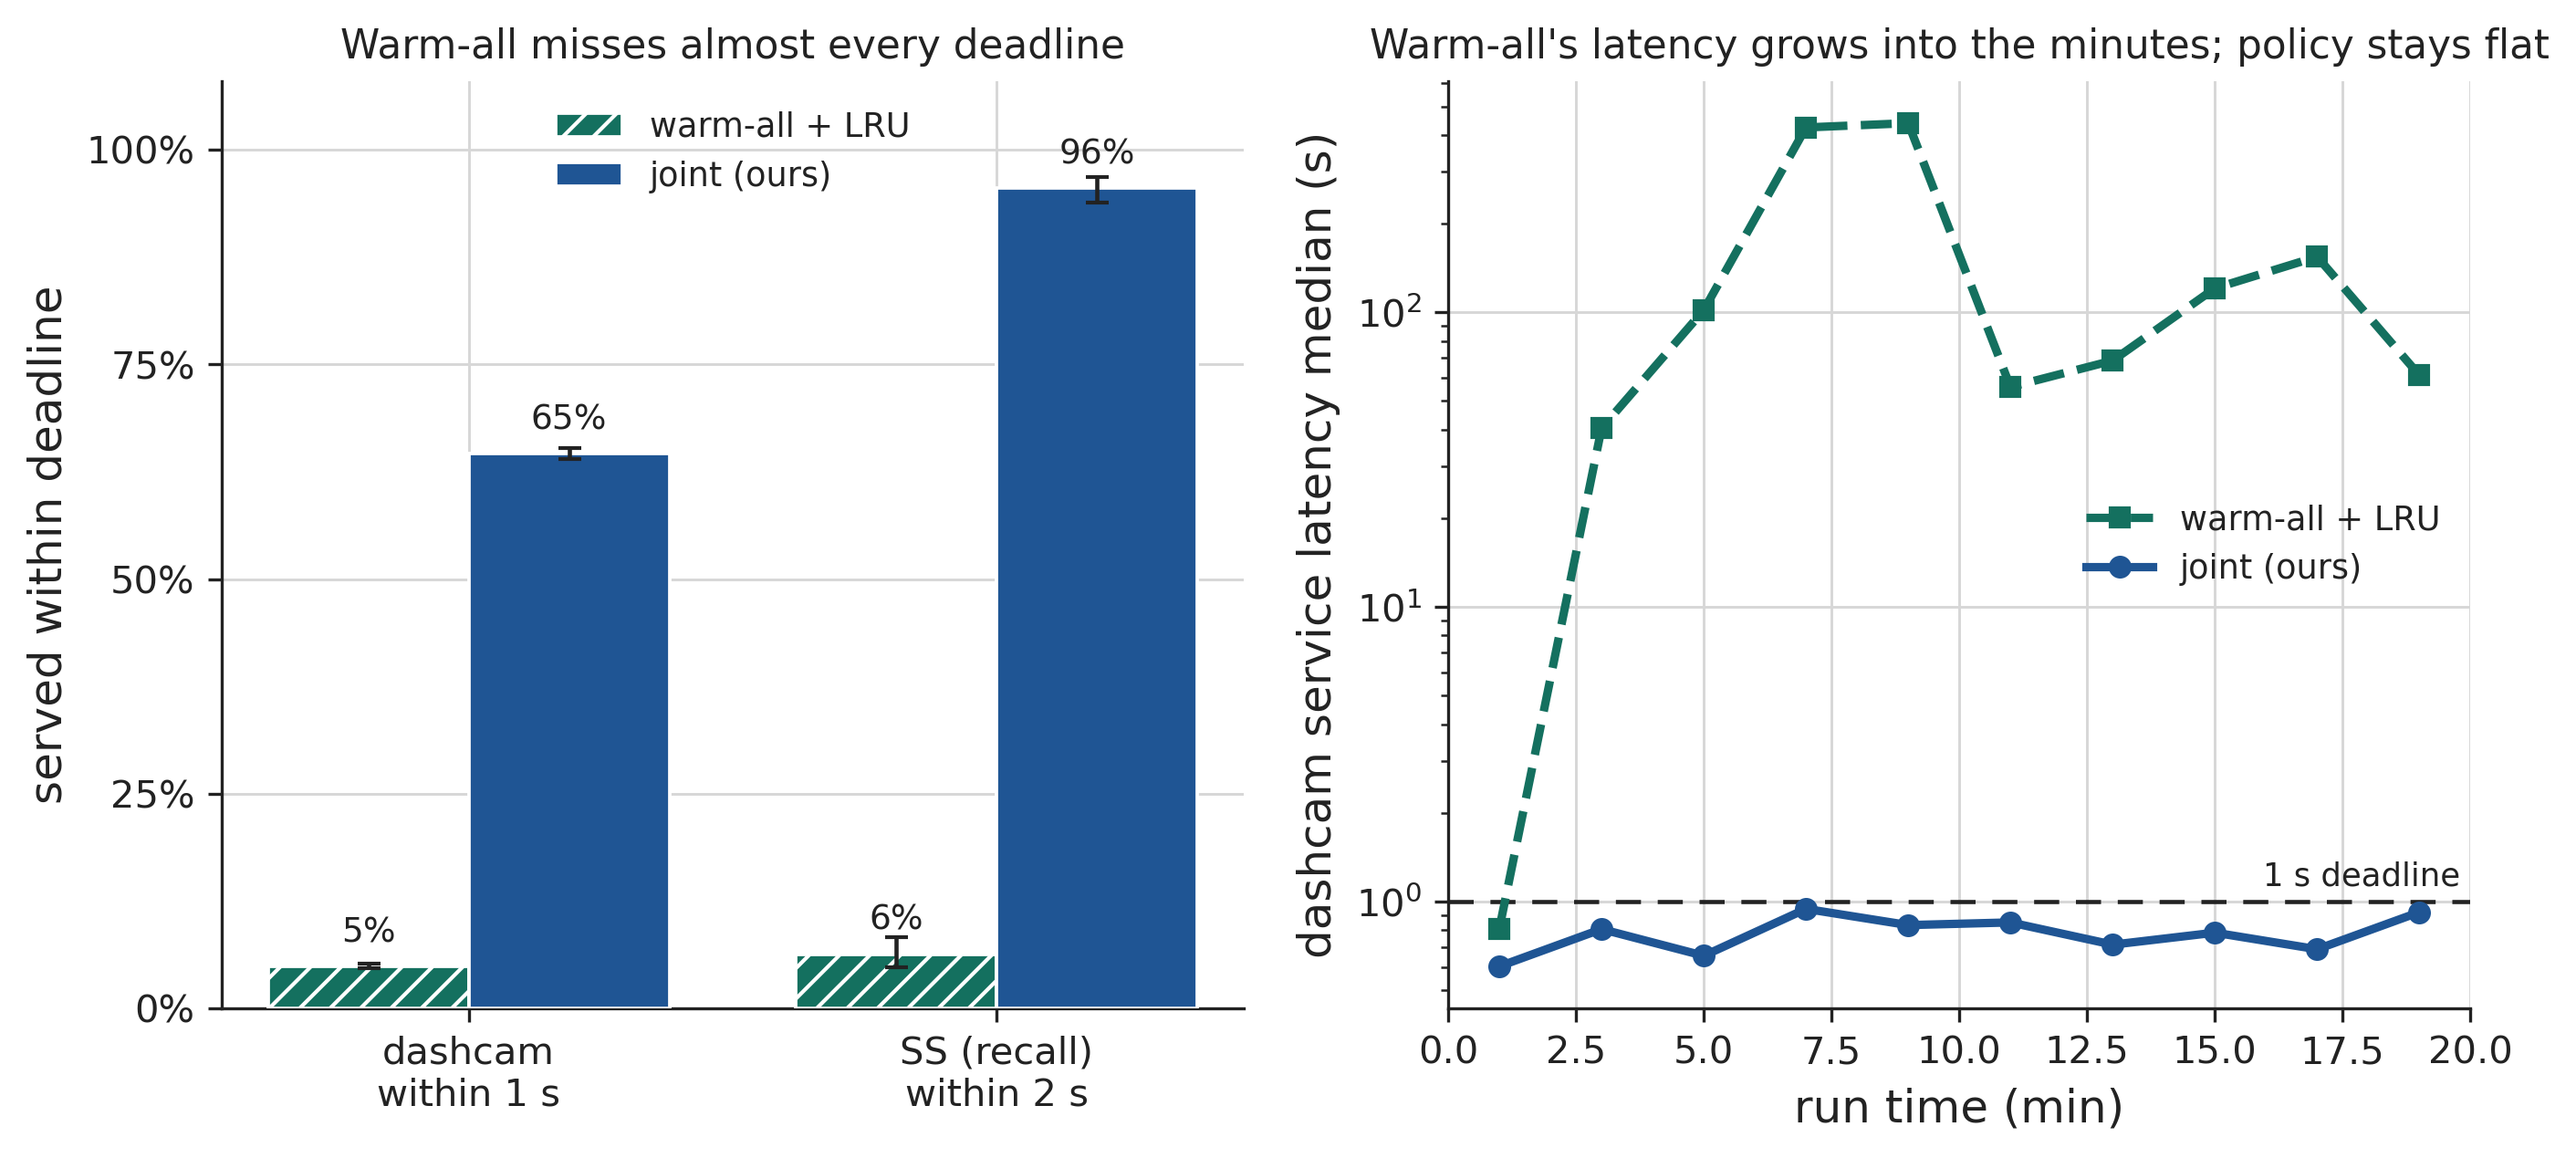 Warm-all misses almost every deadline
served within deadline
100%
75%
50%
25%
0%
warm-all + LRU
joint (ours)
5%
65%
6%
96%
dashcam
within 1 s
SS (recall)
within 2 s
Warm-all's latency grows into the minutes; policy stays flat
dashcam service latency median (s)
10²
10¹
10⁰
warm-all + LRU
joint (ours)
1 s deadline
0.0 2.5 5.0 7.5 10.0 12.5 15.0 17.5 20.0
run time (min)